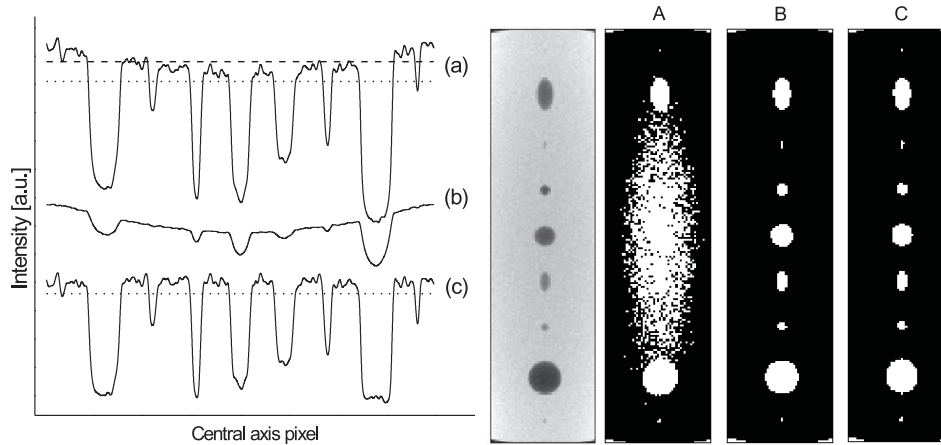 Intensity [a.u.]
(a)
(b)
(c)
Central axis pixel
A
B
C